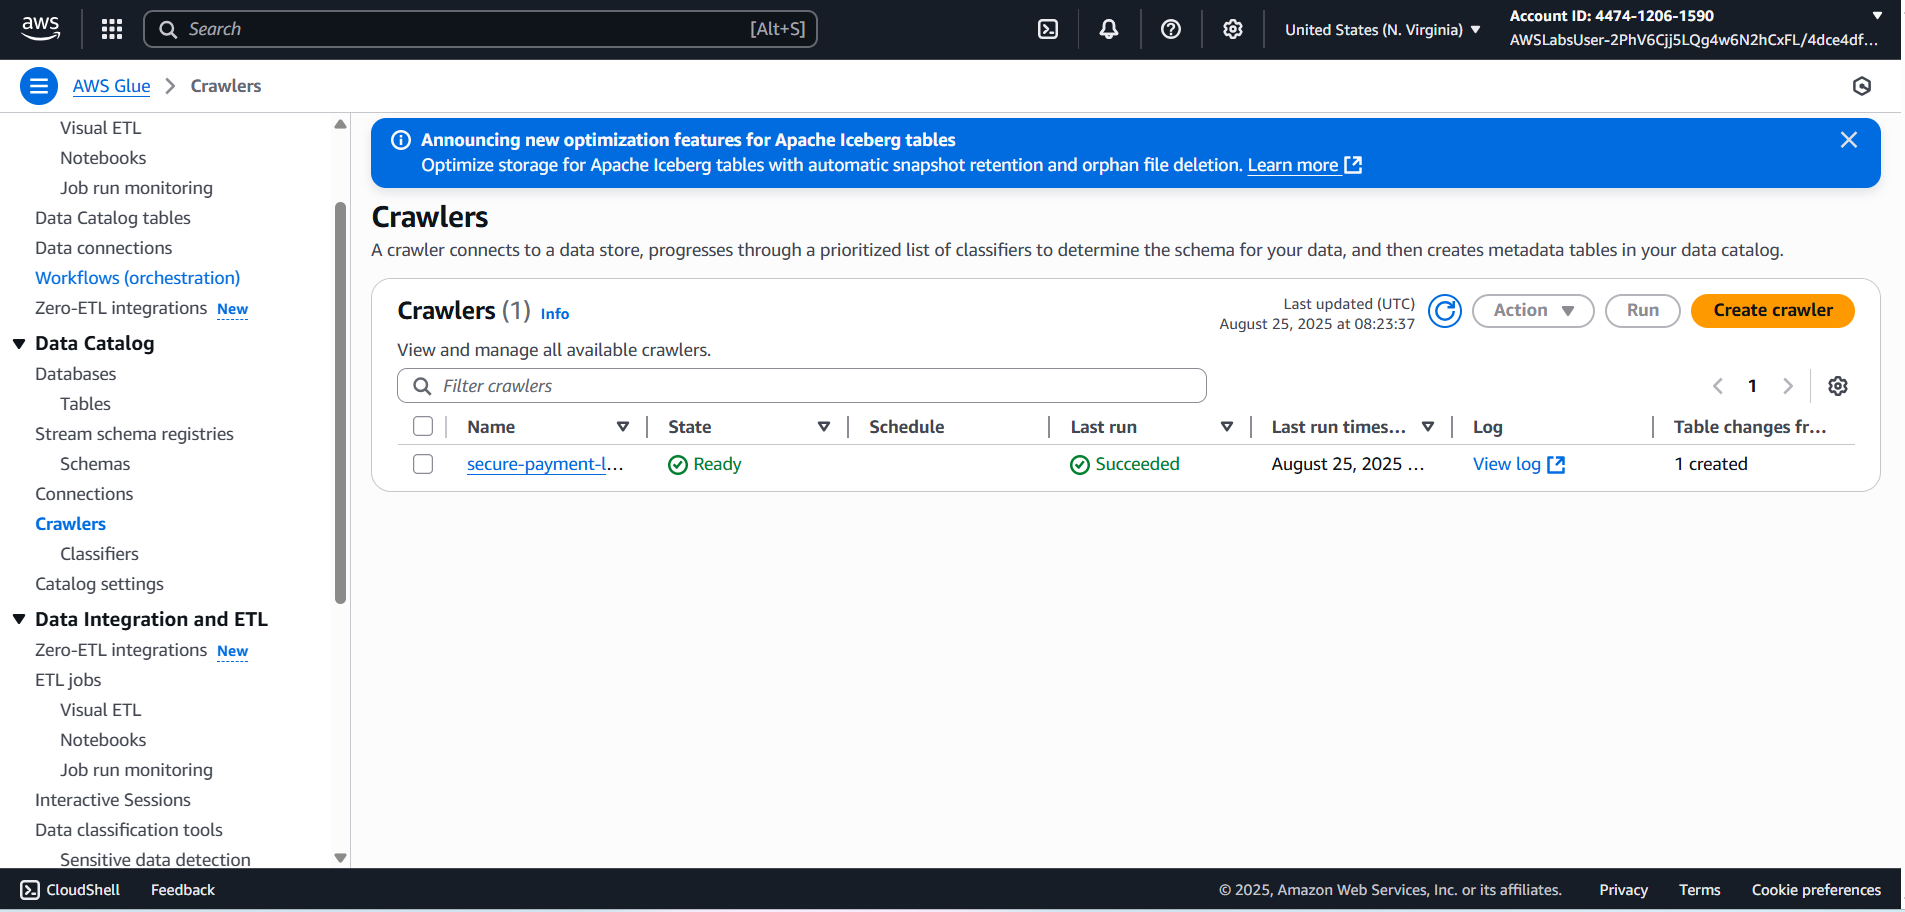 aws
Search
[Alt+S]
United States (N. Virginia)
Account ID: 4474-1206-1590
AWSLabsUser-2PhV6Cjj5LQg4w6N2hCxFL/4dce4df...
AWS Glue
Crawlers
Visual ETL
Notebooks
Job run monitoring
Data Catalog tables
Data connections
Workflows (orchestration)
Zero-ETL integrations New
Data Catalog
Databases
Tables
Stream schema registries
Schemas
Connections
Crawlers
Classifiers
Catalog settings
Data Integration and ETL
Zero-ETL integrations New
ETL jobs
Visual ETL
Notebooks
Job run monitoring
Interactive Sessions
Data classification tools
Sensitive data detection
Announcing new optimization features for Apache Iceberg tables
Optimize storage for Apache Iceberg tables with automatic snapshot retention and orphan file deletion. Learn more
Crawlers
A crawler connects to a data store, progresses through a prioritized list of classifiers to determine the schema for your data, and then creates metadata tables in your data catalog.
Crawlers (1) Info
Last updated (UTC)
August 25, 2025 at 08:23:37
Action
Run
Create crawler
View and manage all available crawlers.
Filter crawlers
1
Name State Schedule Last run Last run times... Log Table changes fr...
secure-payment-l... Ready Succeeded August 25, 2025 ... View log 1 created
CloudShell Feedback
© 2025, Amazon Web Services, Inc. or its affiliates. Privacy Terms Cookie preferences